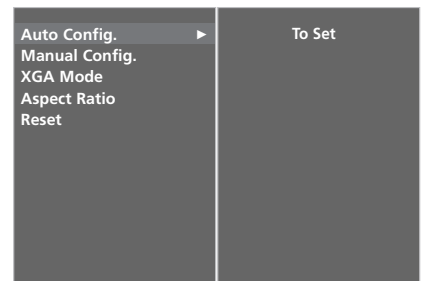 Auto Config. ►
To Set
Manual Config.
XGA Mode
Aspect Ratio
Reset